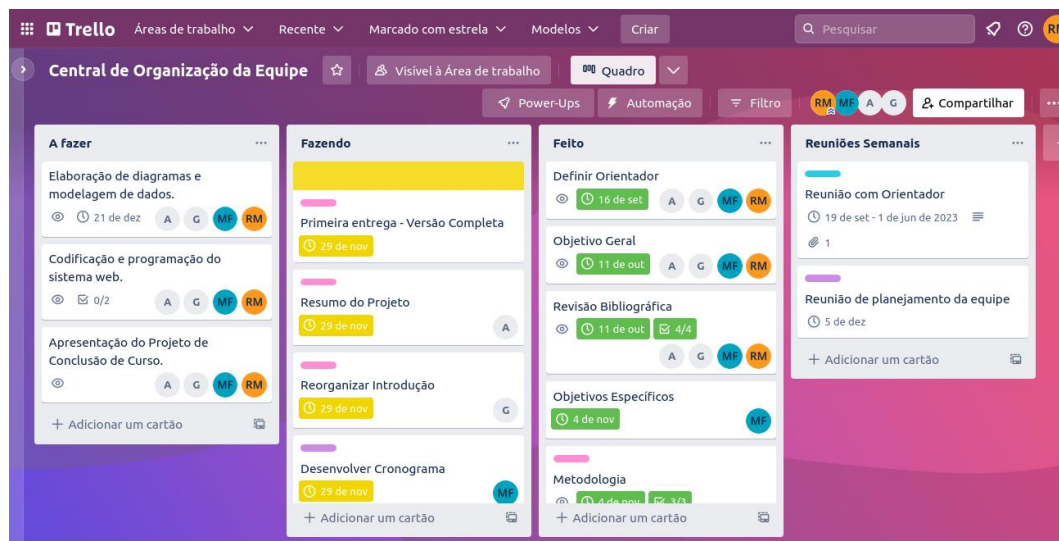 Trello Áreas de trabalho Recente Marcado com estrela Modelos Criar Pesquisar
Central de Organização da Equipe Visível à Área de trabalho Quadro
Power-Ups Automação Filtro RM MF A G Compartilhar
A fazer
Elaboração de diagramas e
modelagem de dados.
21 de dez A G MF RM
Codificação e programação do
sistema web.
0/2 A G MF RM
Apresentação do Projeto de
Conclusão de Curso.
A G MF RM
+ Adicionar um cartão
Fazendo
Primeira entrega - Versão Completa
29 de nov
Resumo do Projeto
29 de nov A
Reorganizar Introdução
29 de nov G
Desenvolver Cronograma
29 de nov MF
+ Adicionar um cartão
Feito
Definir Orientador
16 de set A G MF RM
Objetivo Geral
11 de out A G MF RM
Revisão Bibliográfica
11 de out 4/4
A G MF RM
Objetivos Específicos
4 de nov MF
Metodologia
4 de nov 3/3
+ Adicionar um cartão
Reuniões Semanais
Reunião com Orientador
19 de set - 1 de jun de 2023
1
Reunião de planejamento da equipe
5 de dez
+ Adicionar um cartão